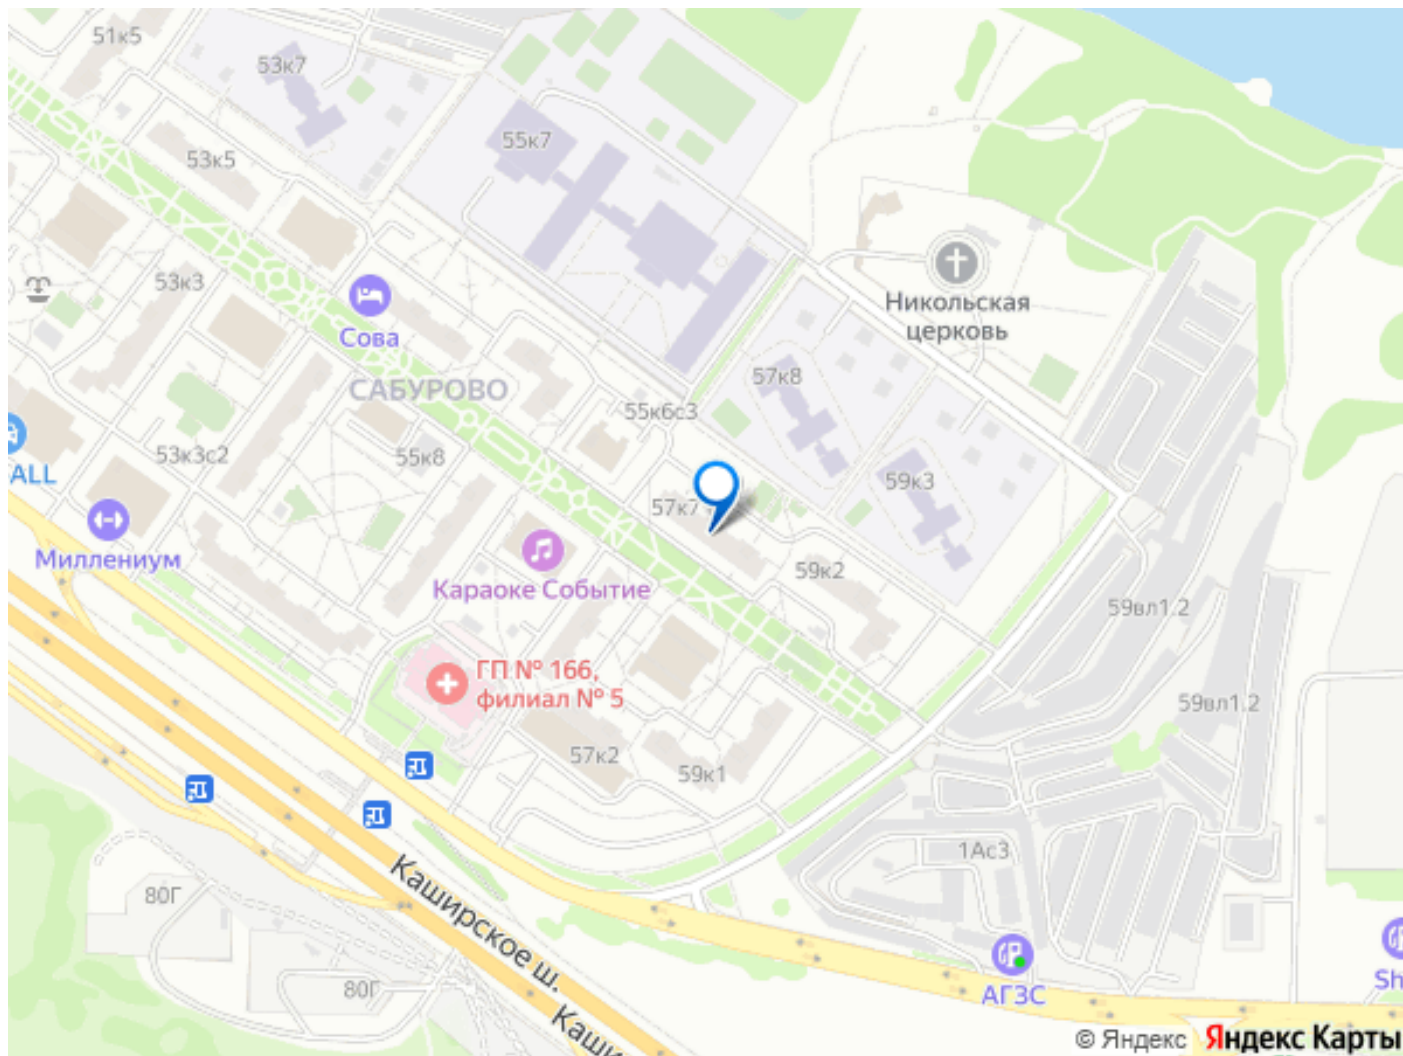 51к5
53к7
55к7
53к5
53к3
Сова
САБУРОВО
Никольская
церковь
57к8
55к6с3
53к3с2
55к8
ALL
57к7
59к3
Миллениум
Караоке Событие
59к2
59вл1.2
ГП № 166,
филиал № 5
59вл1.2
57к2
59к1
1Ас3
80Г
Каширское ш.
80Г
АГЗС
Sh
Каши
© Яндекс Яндекс Карты